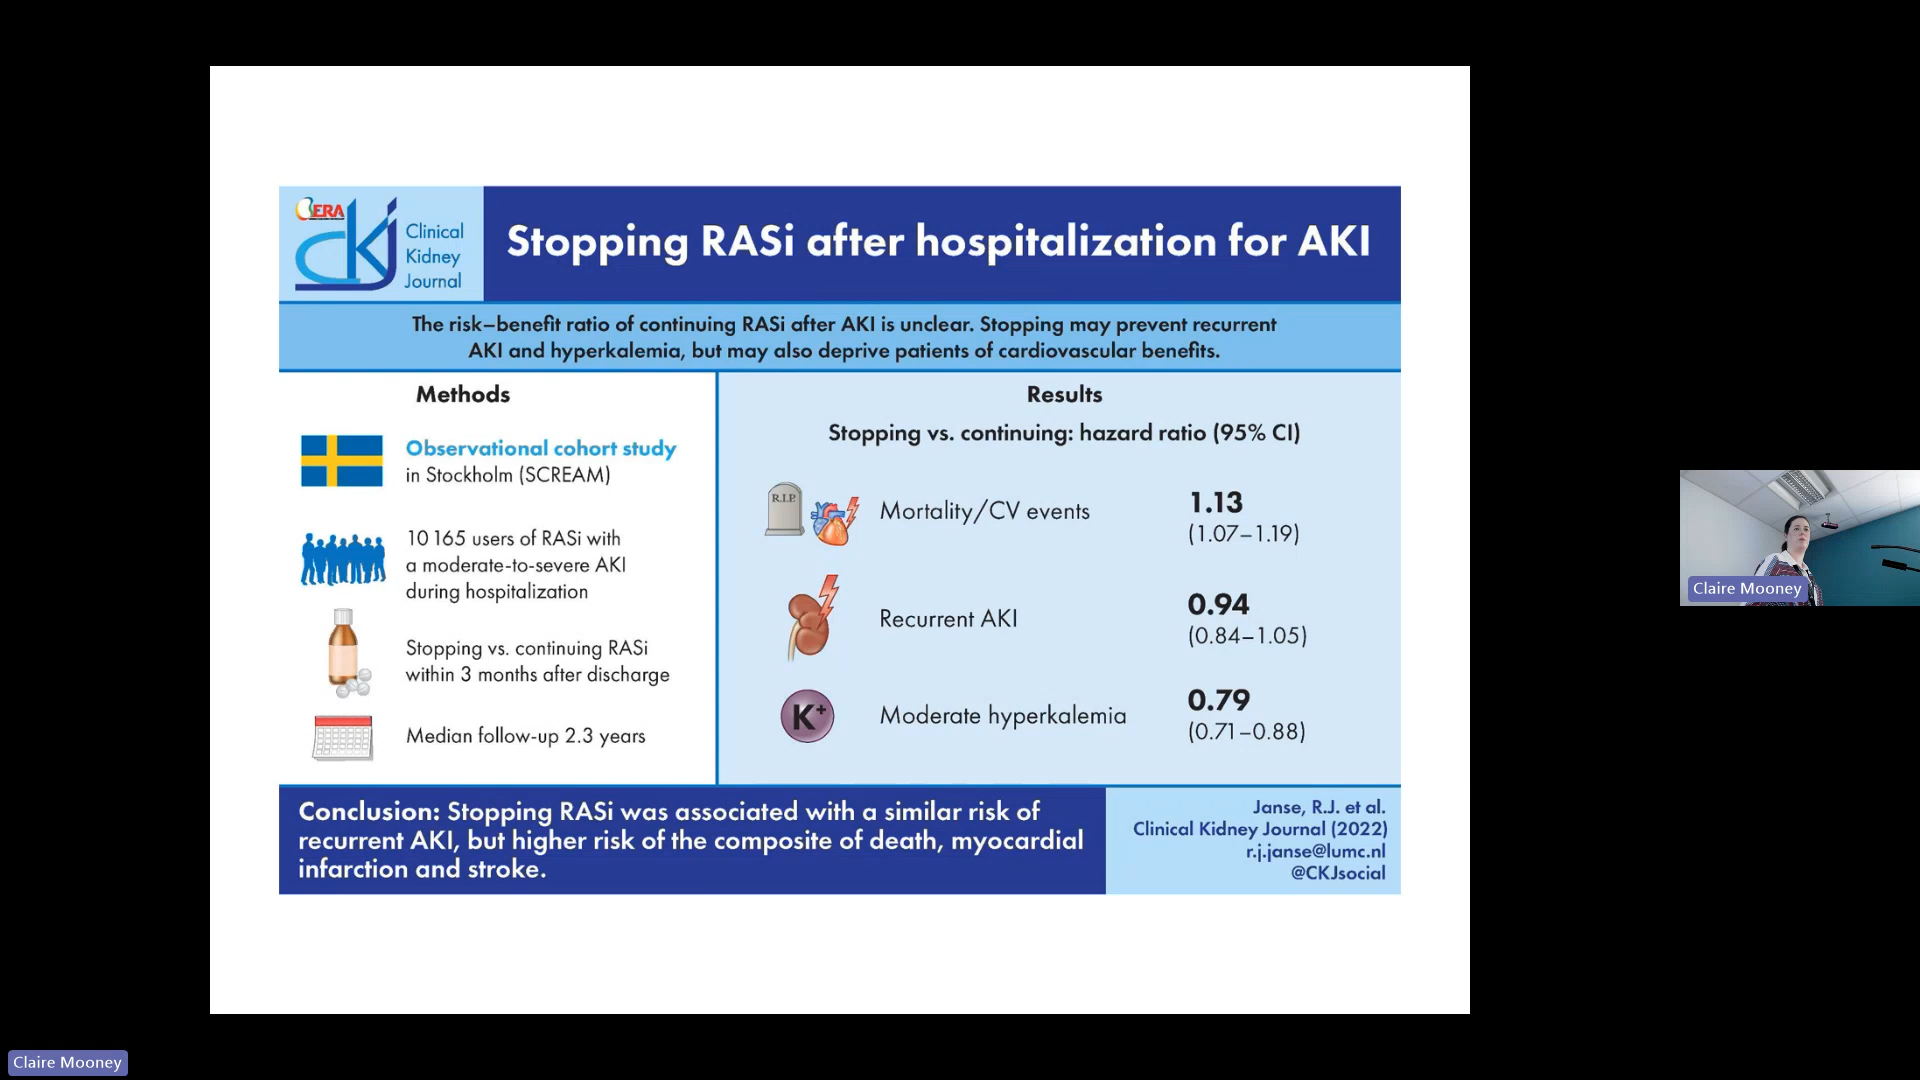 ERA
CKJ
Clinical
Kidney
Journal
Stopping RASi after hospitalization for AKI
The risk–benefit ratio of continuing RASi after AKI is unclear. Stopping may prevent recurrent
AKI and hyperkalemia, but may also deprive patients of cardiovascular benefits.
Methods
Observational cohort study
in Stockholm (SCREAM)
10 165 users of RASi with
a moderate-to-severe AKI
during hospitalization
Stopping vs. continuing RASi
within 3 months after discharge
Median follow-up 2.3 years
Results
Stopping vs. continuing: hazard ratio (95% CI)
R.I.P.
Mortality/CV events
1.13
(1.07–1.19)
Recurrent AKI
0.94
(0.84–1.05)
K+
Moderate hyperkalemia
0.79
(0.71–0.88)
Conclusion: Stopping RASi was associated with a similar risk of
recurrent AKI, but higher risk of the composite of death, myocardial
infarction and stroke.
Janse, R.J. et al.
Clinical Kidney Journal (2022)
r.j.janse@lumc.nl
@CKJsocial
Claire Mooney
Claire Mooney